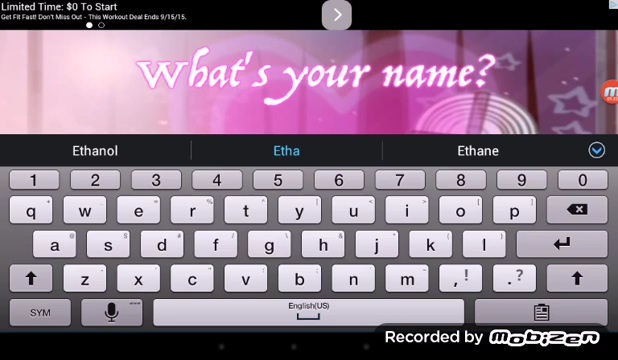 Limited Time: $0 To Start
Get Fit Fast! Don't Miss Out - This Workout Deal Ends 9/15/15.
What's your name?
Ethanol Etha Ethane
1 2 3 4 5 6 7 8 9 0
q w e r t y u i o p
a s d f g h j k l
z x c v b n m ,! .?
SYM English(US)
Recorded by Mobizen